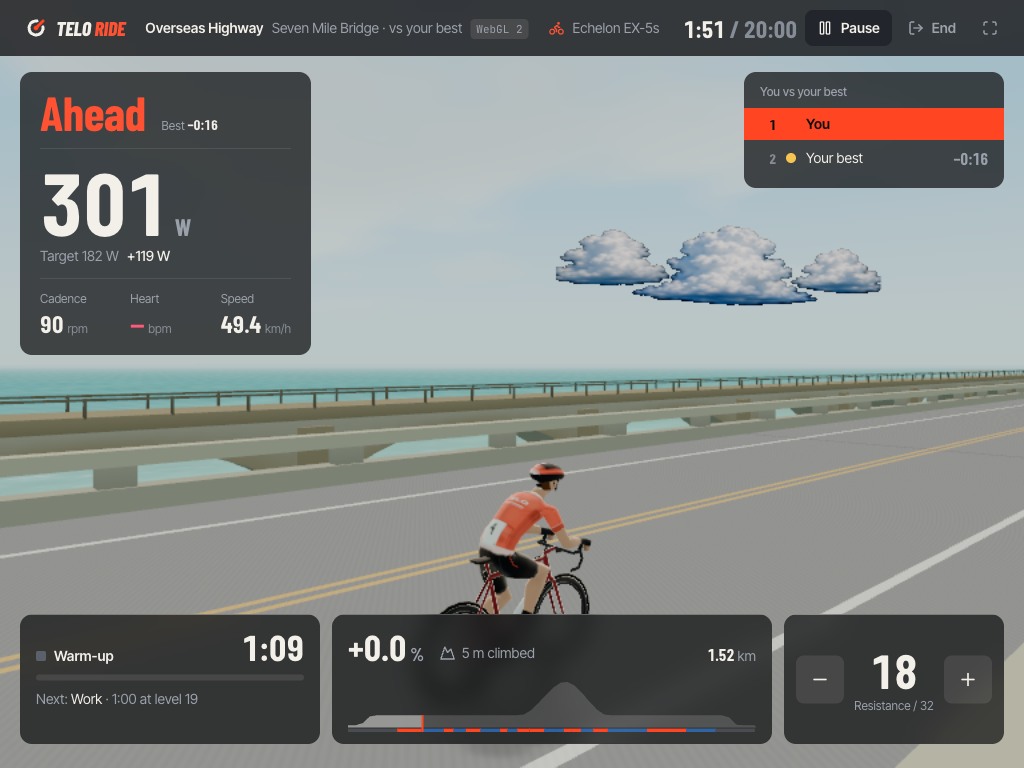 TELO RIDE Overseas Highway Seven Mile Bridge · vs your best WebGL 2 Echelon EX-5s 1:51 / 20:00 Pause End
Ahead Best −0:16
301 W
Target 182 W +119 W
Cadence Heart Speed
90 rpm — bpm 49.4 km/h
You vs your best
1 You
2 Your best −0:16
Warm-up 1:09
Next: Work · 1:00 at level 19
+0.0 % 5 m climbed 1.52 km
− 18 +
Resistance / 32